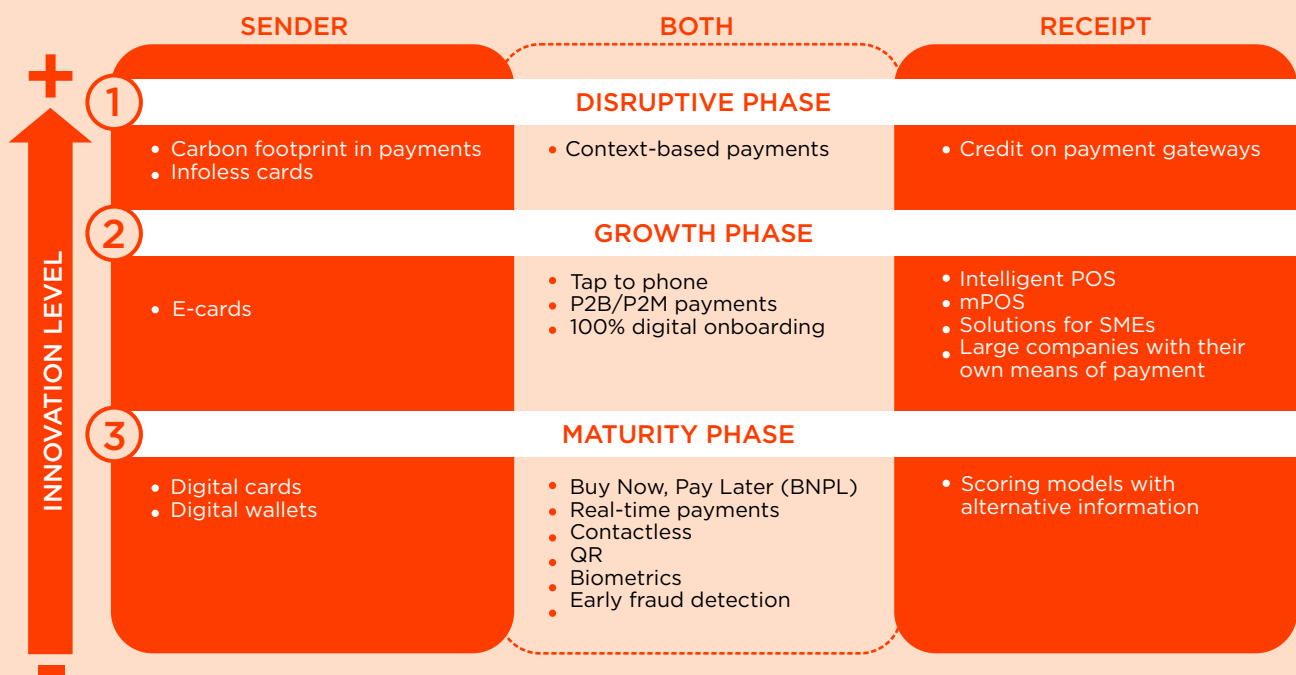 SENDER
BOTH
RECEIPT
INNOVATION LEVEL
1
DISRUPTIVE PHASE
• Carbon footprint in payments
• Infoless cards
• Context-based payments
• Credit on payment gateways
2
GROWTH PHASE
• E-cards
• Tap to phone
• P2B/P2M payments
• 100% digital onboarding
• Intelligent POS
• mPOS
• Solutions for SMEs
• Large companies with their
own means of payment
3
MATURITY PHASE
• Digital cards
• Digital wallets
• Buy Now, Pay Later (BNPL)
• Real-time payments
• Contactless
• QR
• Biometrics
• Early fraud detection
• Scoring models with
alternative information